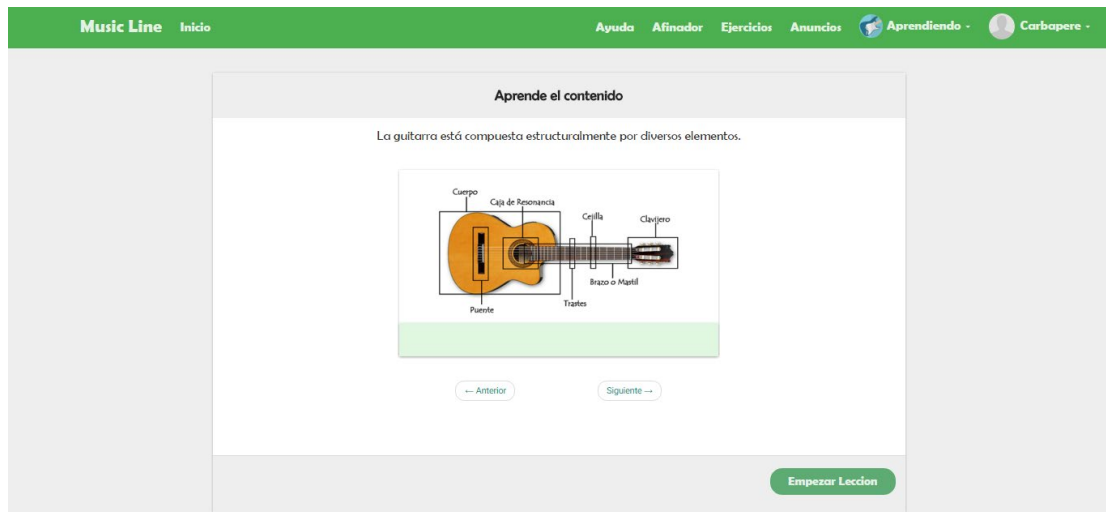 Music Line Inicio Ayuda Afinador Ejercicios Anuncios Aprendiendo Carbapere
Aprende el contenido
La guitarra está compuesta estructuralmente por diversos elementos.
Cuerpo
Caja de Resonancia
Cejilla
Clavijero
Brazo o Mastil
Trastes
Puente
← Anterior Siguiente →
Empezar Leccion